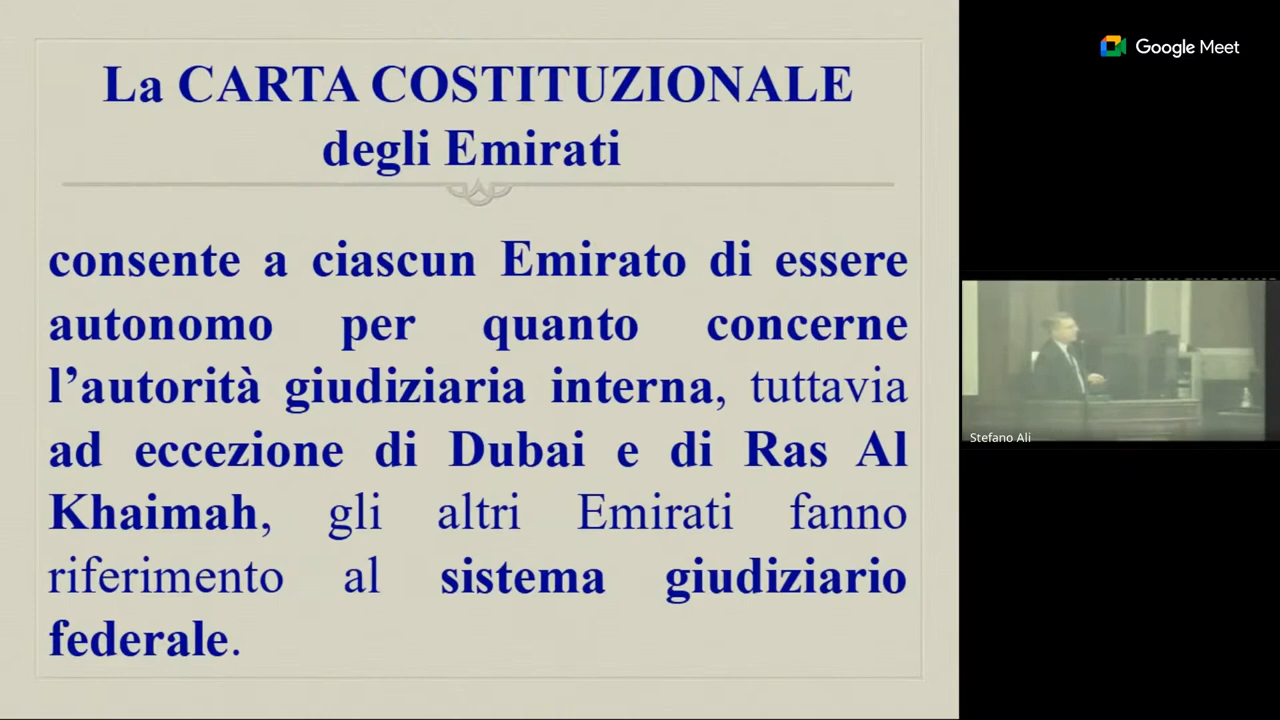 La CARTA COSTITUZIONALE
degli Emirati
consente a ciascun Emirato di essere
autonomo per quanto concerne
l’autorità giudiziaria interna, tuttavia
ad eccezione di Dubai e di Ras Al
Khaimah, gli altri Emirati fanno
riferimento al sistema giudiziario
federale.
Google Meet
Stefano Ali